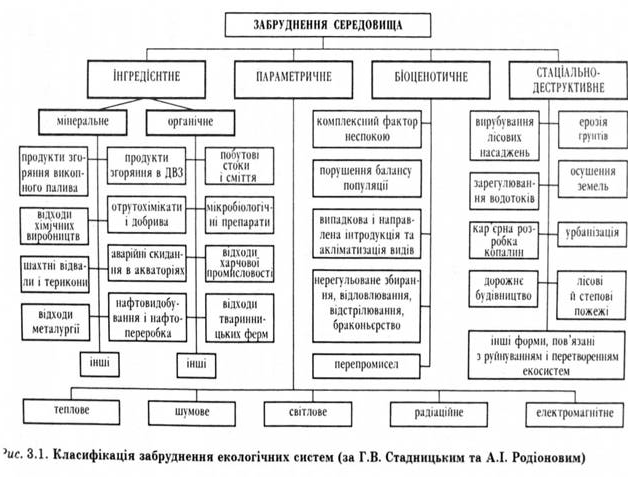 ЗАБРУДНЕННЯ СЕРЕДОВИЩА
ІНГРЕДІЄНТНЕ
ПАРАМЕТРИЧНЕ
БІОЦЕНОТИЧНЕ
СТАЦІАЛЬНО-
ДЕСТРУКТИВНЕ
мінеральне
органічне
продукти зго-
ряння викоп-
ного палива
відходи
хімічних
виробництв
шахтні відва-
ли і терикони
відходи
металургії
інші
продукти
згоряння в ДВЗ
отрутохімікати
і добрива
аварійні скидан-
ня в акваторіях
нафтовидобу-
вання і нафто-
переробка
побутові
стоки
і сміття
мікробіологіч-
ні препарати
відходи
харчової
промисловості
відходи
тваринни-
цьких ферм
інші
комплексний фактор
неспокою
порушення балансу
популяції
випадкова і направ-
лена інтродукція та
акліматизація видів
нерегульоване збиран-
ня, відловлювання,
відстрілювання,
браконьєрство
перепромисел
вирубування
лісових
насаджень
зарегулюван-
ня водотоків
кар'єрна роз-
робка
копалин
дорожнє
будівництво
ерозія
ґрунтів
осушення
земель
урбанізація
лісові
й степові
пожежі
інші форми, пов'язані
з руйнуванням і перетворенням
екосистем
теплове
шумове
світлове
радіаційне
електромагнітне
Рис. 3.1. Класифікація забруднення екологічних систем (за Г.В. Стадницьким та А.І. Родіоновим)